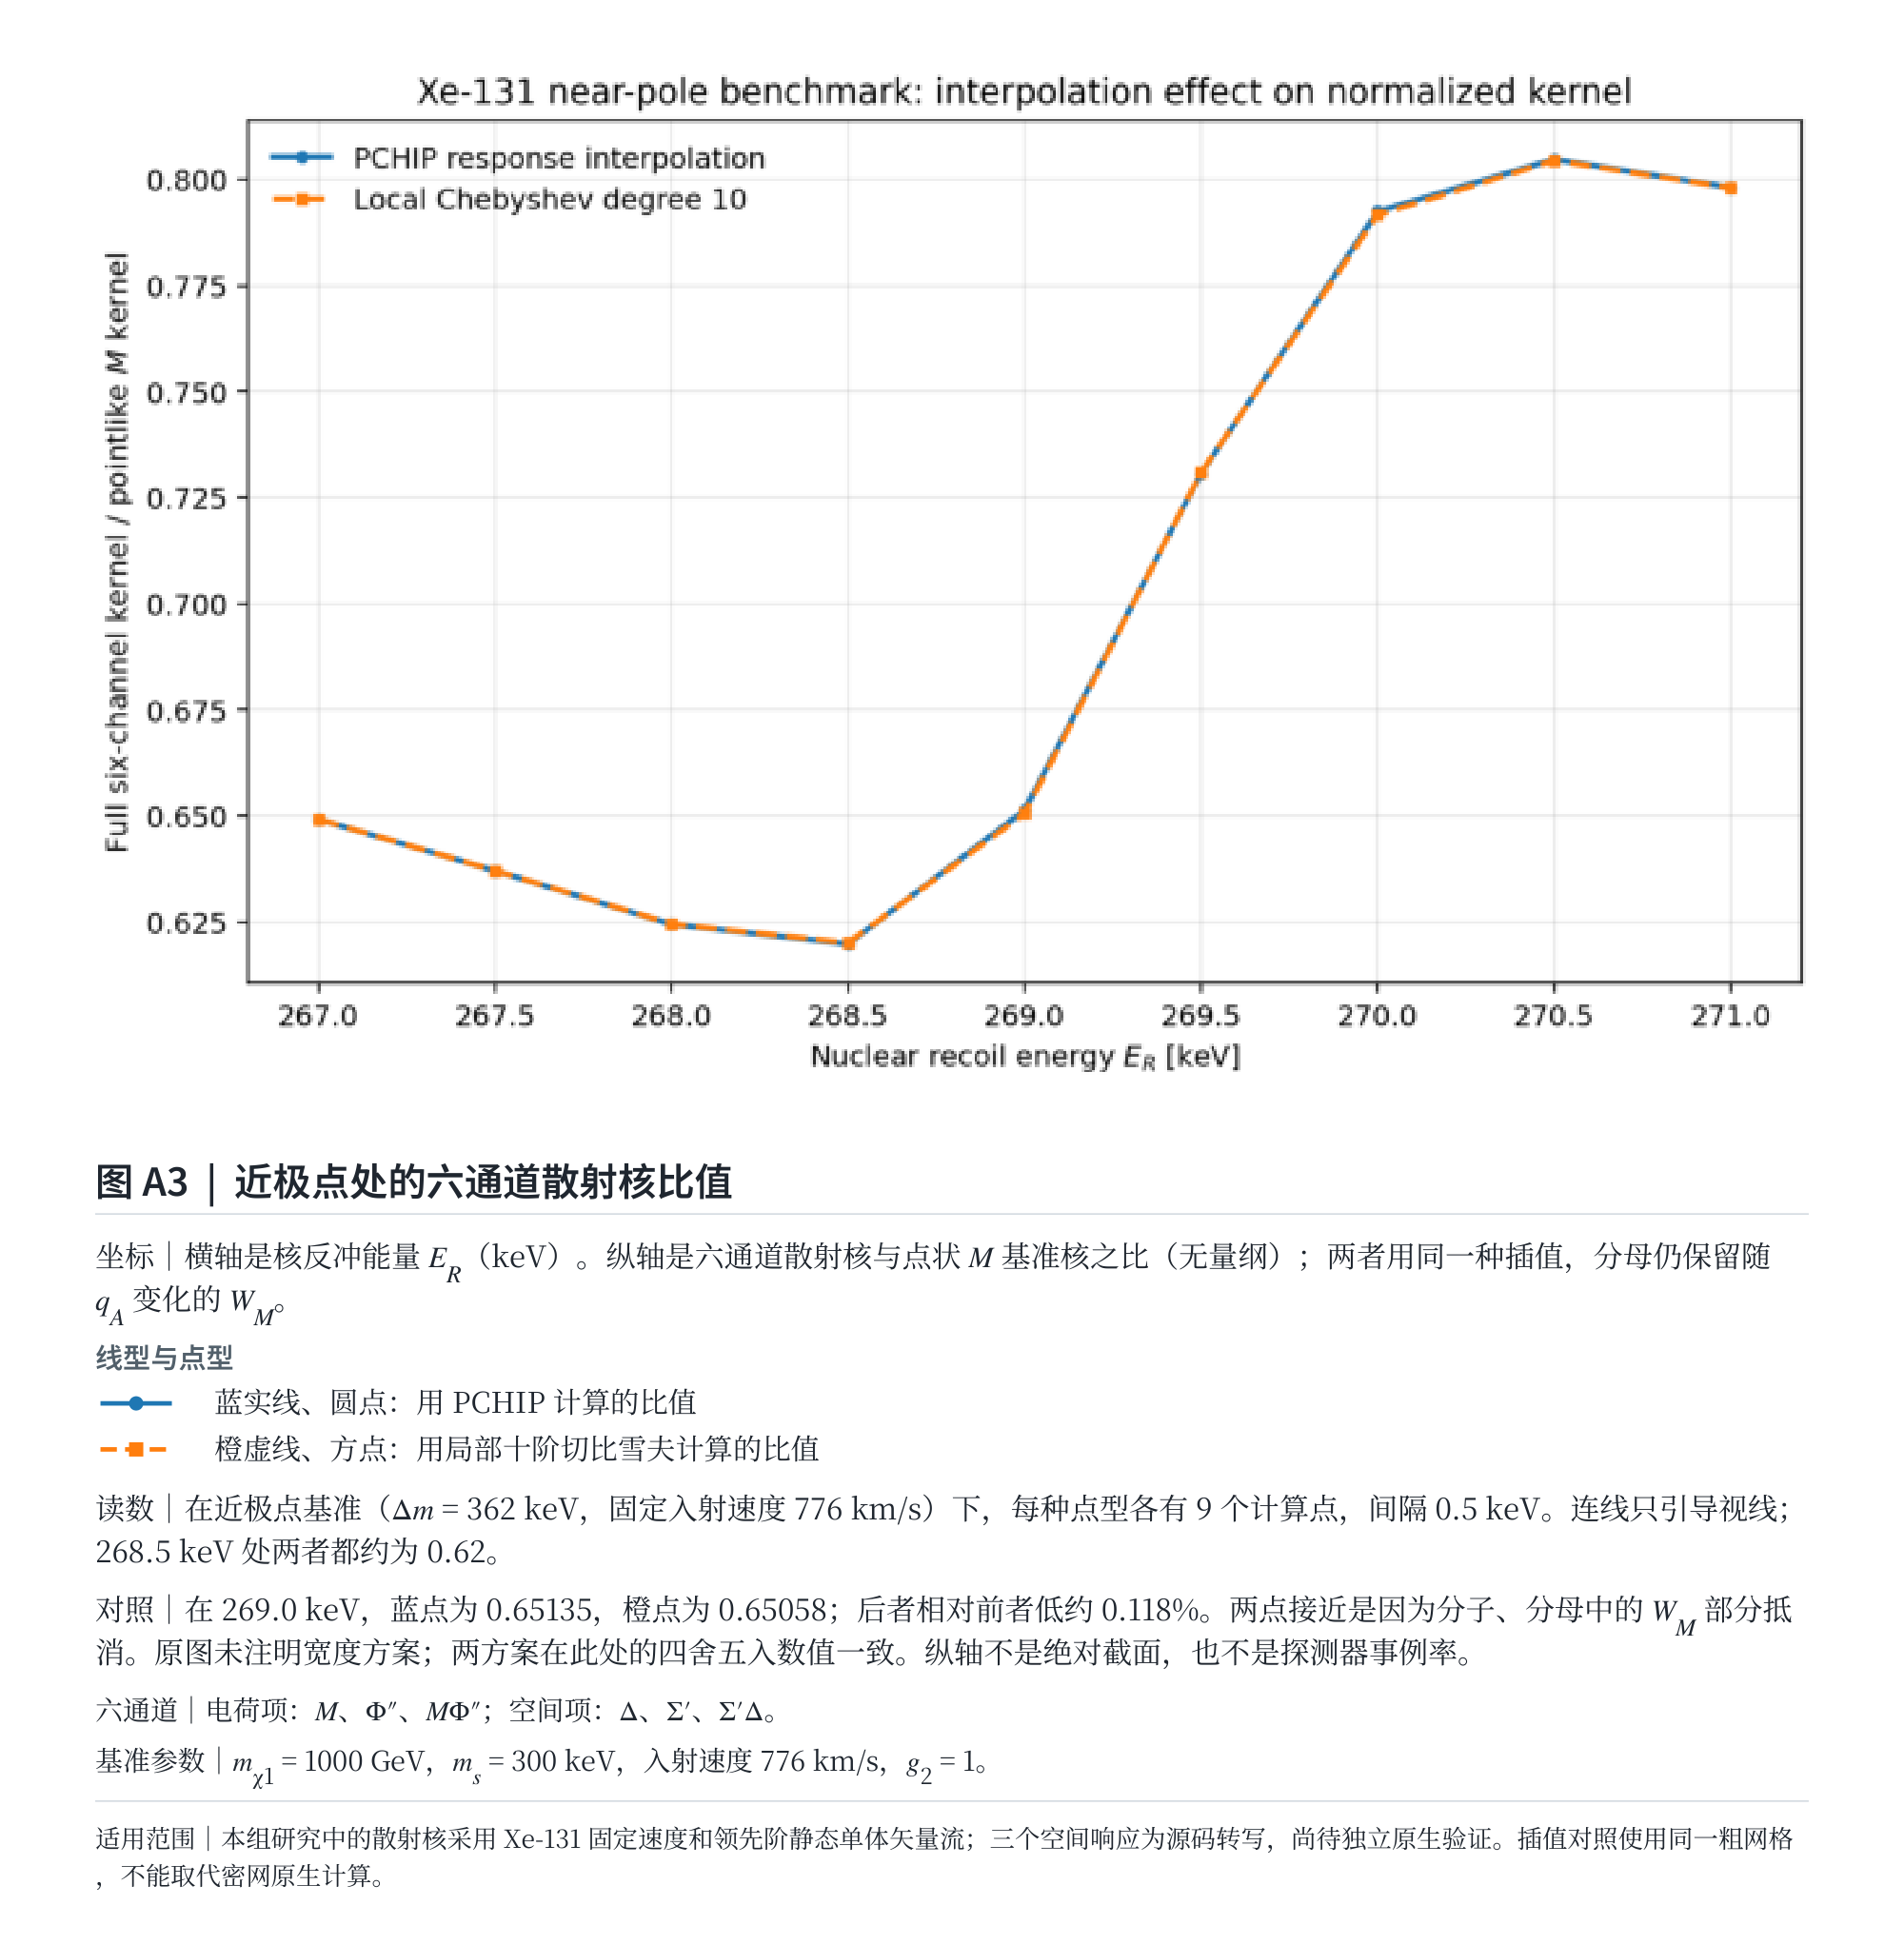 Xe-131 near-pole benchmark: interpolation effect on normalized kernel
PCHIP response interpolation
Local Chebyshev degree 10
Full six-channel kernel / pointlike M kernel
0.800
0.775
0.750
0.725
0.700
0.675
0.650
0.625
267.0 267.5 268.0 268.5 269.0 269.5 270.0 270.5 271.0
Nuclear recoil energy E_R [keV]
图 A3｜近极点处的六通道散射核比值
坐标｜横轴是核反冲能量 E_R（keV）。纵轴是六通道散射核与点状 M 基准核之比（无量纲）；两者用同一种插值，分母仍保留随
q_A 变化的 W_M。
线型与点型
蓝实线、圆点：用 PCHIP 计算的比值
橙虚线、方点：用局部十阶切比雪夫计算的比值
读数｜在近极点基准（Δm = 362 keV，固定入射速度 776 km/s）下，每种点型各有 9 个计算点，间隔 0.5 keV。连线只引导视线；
268.5 keV 处两者都约为 0.62。
对照｜在 269.0 keV，蓝点为 0.65135，橙点为 0.65058；后者相对前者低约 0.118%。两点接近是因为分子、分母中的 W_M 部分抵
消。原图未注明宽度方案；两方案在此处的四舍五入数值一致。纵轴不是绝对截面，也不是探测器事例率。
六通道｜电荷项：M、Φ″、MΦ″；空间项：Δ、Σ′、Σ′Δ。
基准参数｜m_χ1 = 1000 GeV，m_s = 300 keV，入射速度 776 km/s，g_2 = 1。
适用范围｜本组研究中的散射核采用 Xe-131 固定速度和领先阶静态单体矢量流；三个空间响应为源码转写，尚待独立原生验证。插值对照使用同一粗网格
，不能取代密网原生计算。